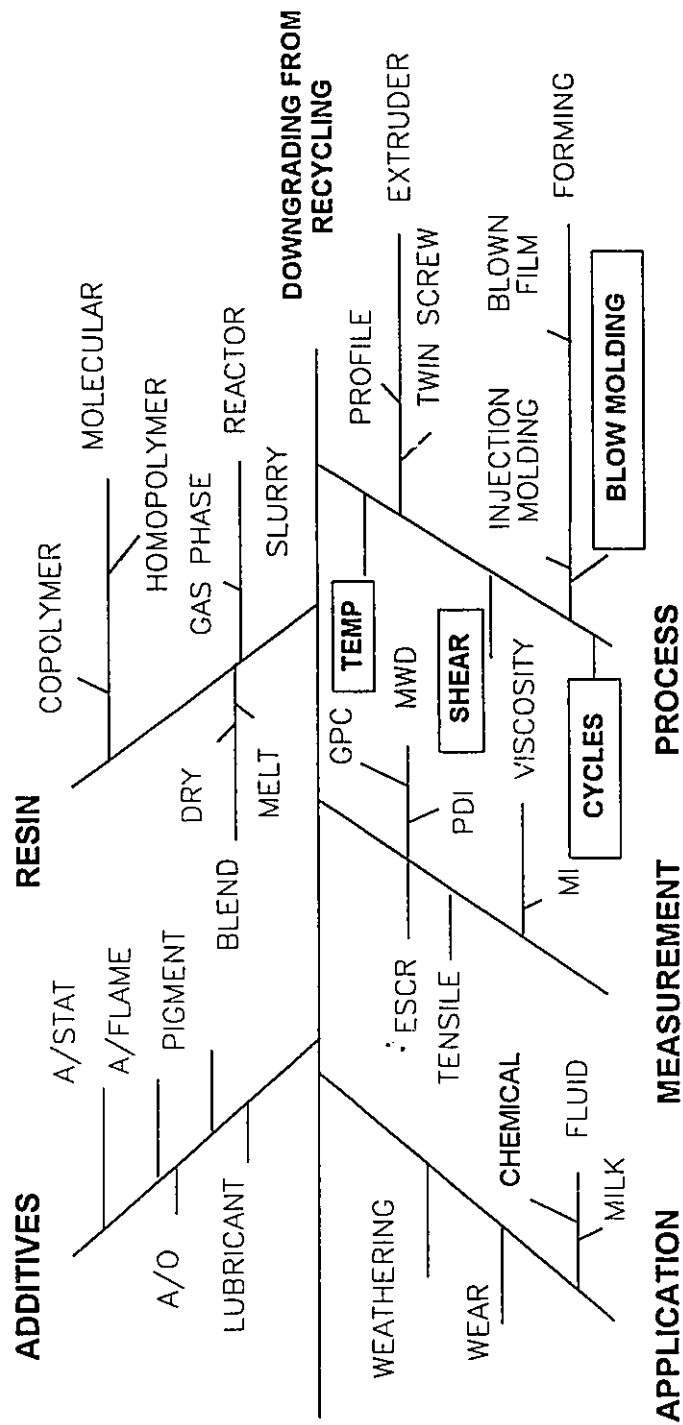 ADDITIVES
A/STAT
A/FLAME
PIGMENT
A/O
LUBRICANT
RESIN
COPOLYMER
MOLECULAR
HOMOPOLYMER
GAS PHASE
REACTOR
SLURRY
DRY
BLEND
MELT
DOWNGRADING FROM
RECYCLING
WEATHERING
WEAR
CHEMICAL
FLUID
MILK
APPLICATION
ESCR
TENSILE
GPC
MWD
PDI
VISCOSITY
MI
MEASUREMENT
TEMP
SHEAR
CYCLES
PROFILE
EXTRUDER
TWIN SCREW
INJECTION
MOLDING
BLOWN
FILM
FORMING
BLOW MOLDING
PROCESS